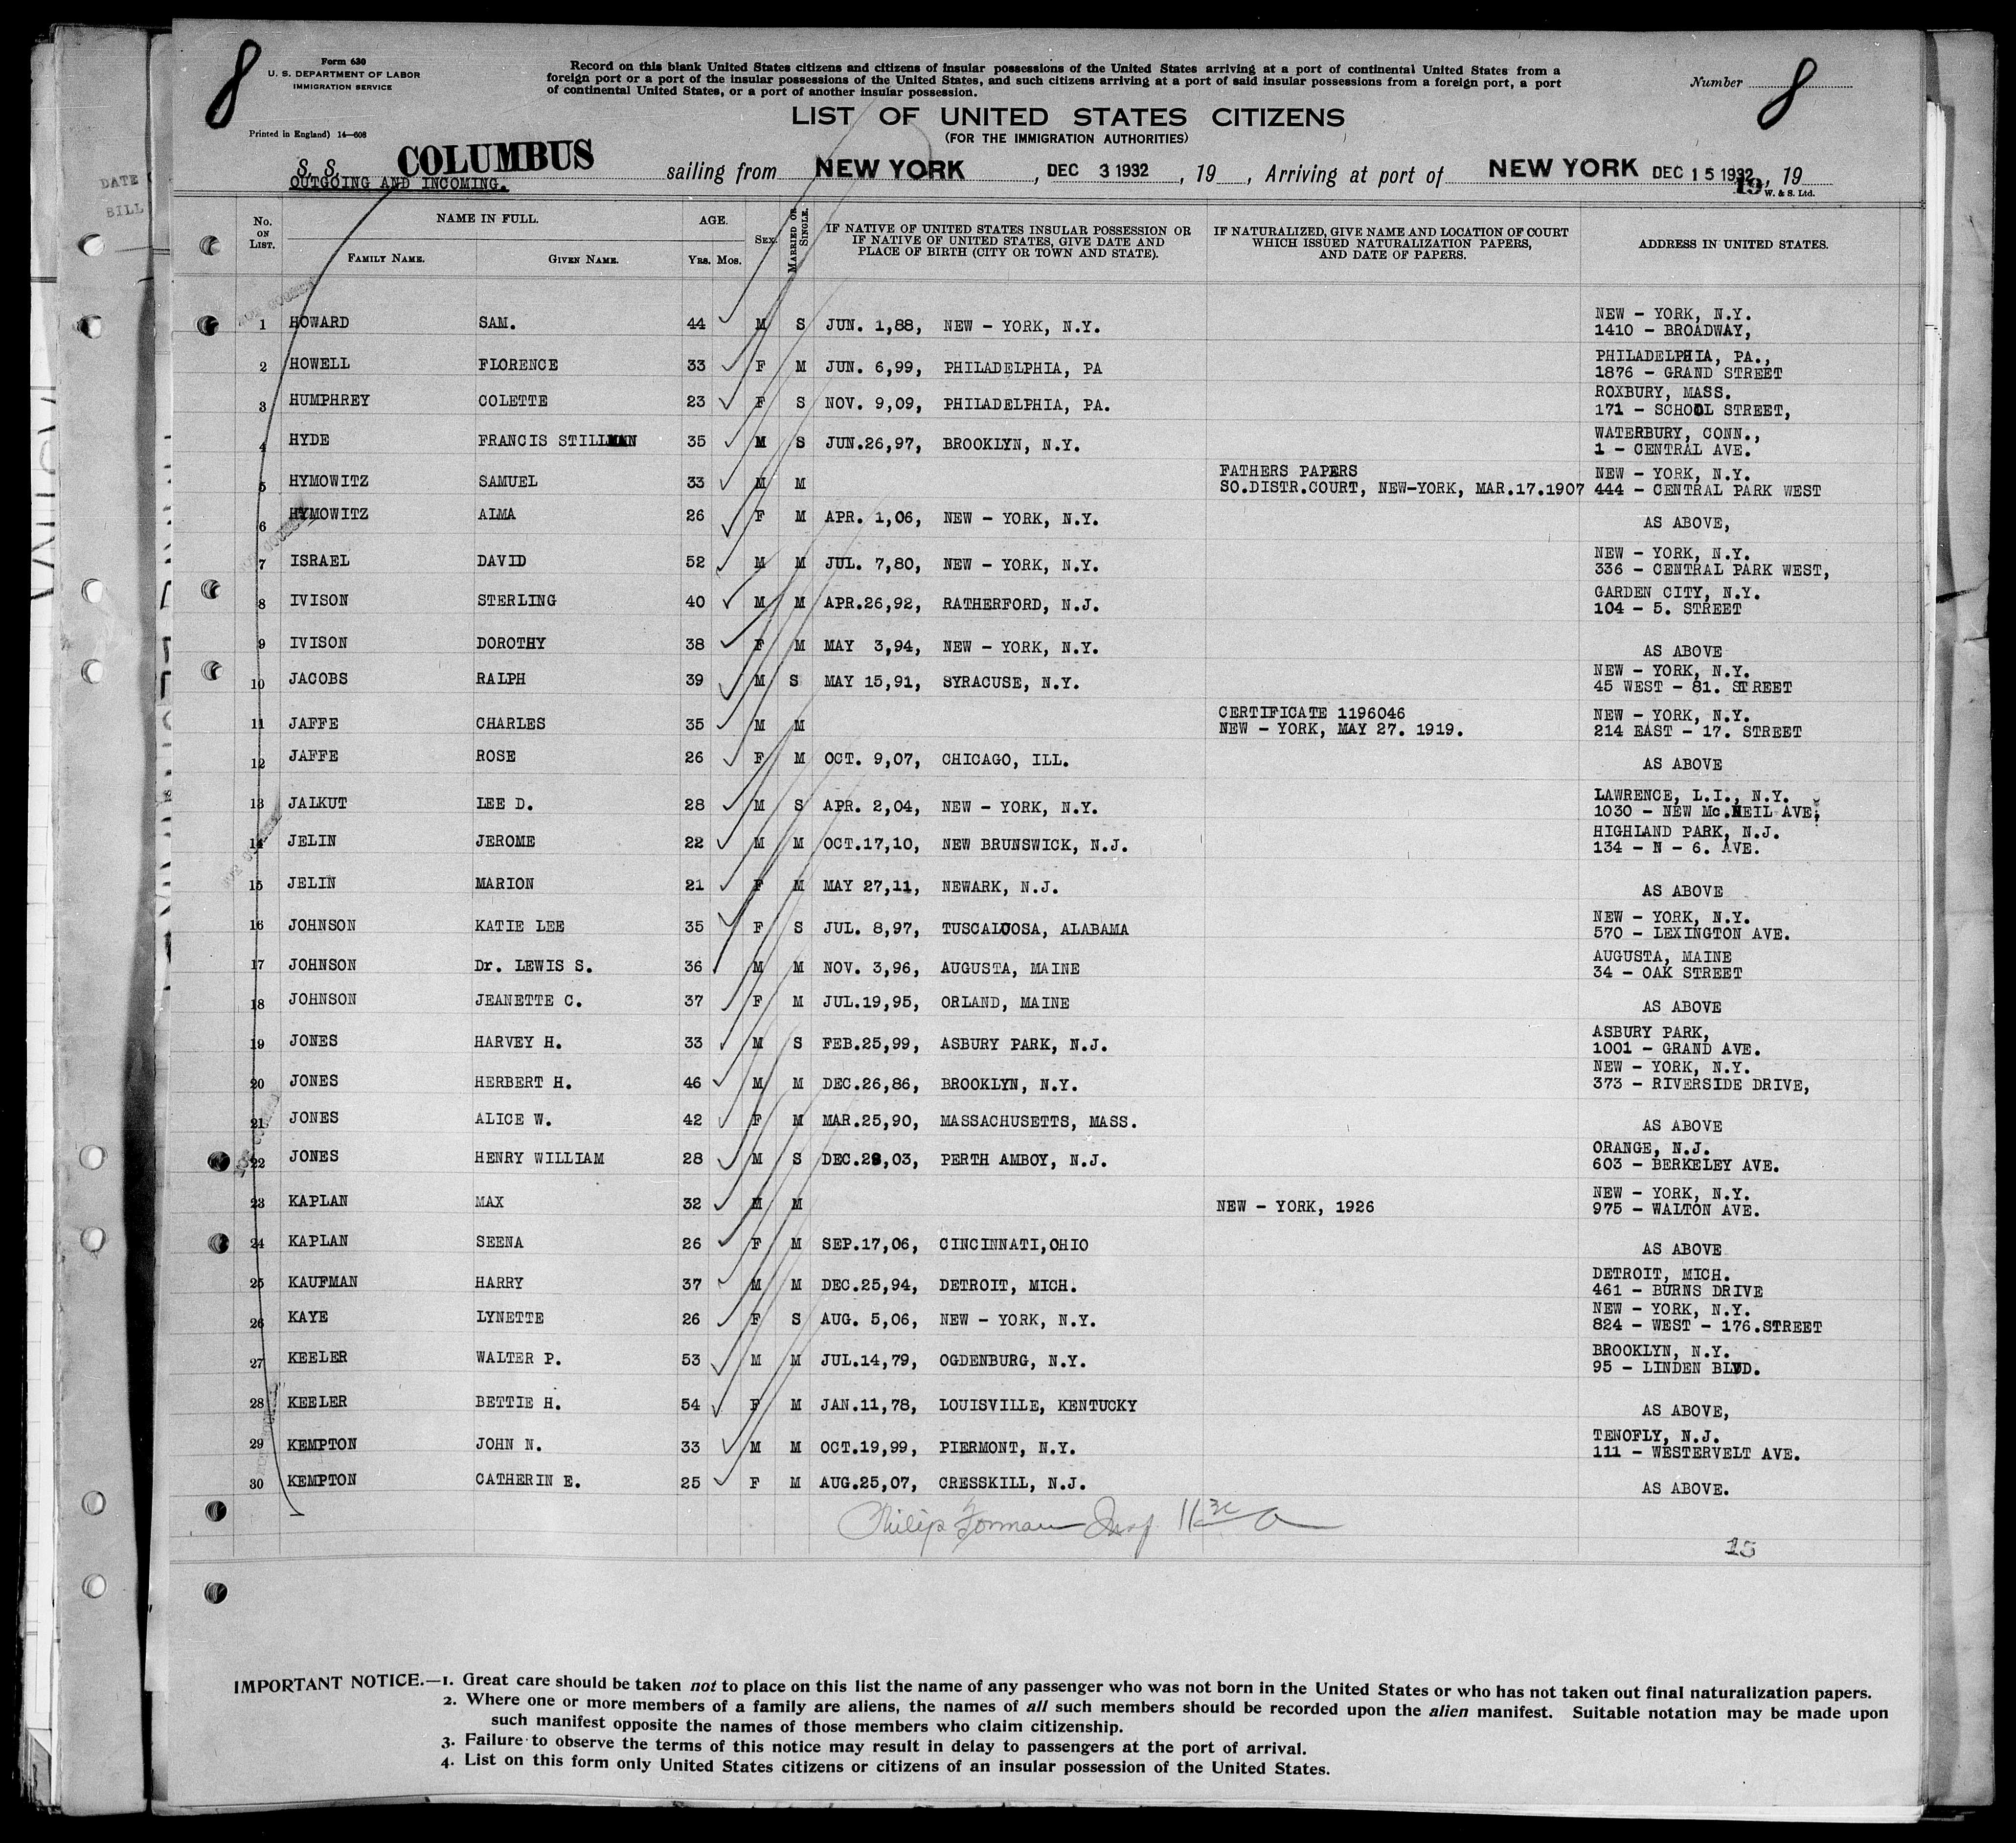 8
Form 630
U. S. DEPARTMENT OF LABOR
IMMIGRATION SERVICE
Printed in England) 14—608
Record on this blank United States citizens and citizens of insular possessions of the United States arriving at a port of continental United States from a
foreign port or a port of the insular possessions of the United States, and such citizens arriving at a port of said insular possessions from a foreign port, a port
of continental United States, or a port of another insular possession.
Number 8
LIST OF UNITED STATES CITIZENS
(FOR THE IMMIGRATION AUTHORITIES)
DATE
BILL
S. S. COLUMBUS sailing from NEW YORK, DEC 3 1932, 19, Arriving at port of NEW YORK DEC 15 1932, 19
OUTGOING AND INCOMING.
19 W. & S. Ltd.
No. ON LIST. NAME IN FULL. FAMILY NAME. GIVEN NAME. AGE. YRS. MOS. SEX. MARRIED OR SINGLE. IF NATIVE OF UNITED STATES INSULAR POSSESSION OR IF NATIVE OF UNITED STATES, GIVE DATE AND PLACE OF BIRTH (CITY OR TOWN AND STATE). IF NATURALIZED, GIVE NAME AND LOCATION OF COURT WHICH ISSUED NATURALIZATION PAPERS, AND DATE OF PAPERS. ADDRESS IN UNITED STATES.
1 HOWARD SAM. 44 M S JUN. 1,88, NEW - YORK, N.Y. NEW - YORK, N.Y. 1410 - BROADWAY,
2 HOWELL FLORENCE 33 F M JUN. 6,99, PHILADELPHIA, PA PHILADELPHIA, PA., 1876 - GRAND STREET
3 HUMPHREY COLETTE 23 F S NOV. 9,09, PHILADELPHIA, PA. ROXBURY, MASS. 171 - SCHOOL STREET,
4 HYDE FRANCIS STILLMAN 35 M S JUN.26,97, BROOKLYN, N.Y. WATERBURY, CONN., 1 - CENTRAL AVE.
5 HYMOWITZ SAMUEL 33 M M FATHERS PAPERS SO.DISTR.COURT, NEW-YORK, MAR.17.1907 NEW - YORK, N.Y. 444 - CENTRAL PARK WEST
6 HYMOWITZ ALMA 26 F M APR. 1,06, NEW - YORK, N.Y. AS ABOVE,
7 ISRAEL DAVID 52 M M JUL. 7,80, NEW - YORK, N.Y. NEW - YORK, N.Y. 336 - CENTRAL PARK WEST,
8 IVISON STERLING 40 M M APR.26,92, RATHERFORD, N.J. GARDEN CITY, N.Y. 104 - 5. STREET
9 IVISON DOROTHY 38 F M MAY 3,94, NEW - YORK, N.Y. AS ABOVE
10 JACOBS RALPH 39 M S MAY 15,91, SYRACUSE, N.Y. NEW - YORK, N.Y. 45 WEST - 81. STREET
11 JAFFE CHARLES 35 M M CERTIFICATE 1196046 NEW - YORK, MAY 27. 1919. NEW - YORK, N.Y. 214 EAST - 17. STREET
12 JAFFE ROSE 26 F M OCT. 9,07, CHICAGO, ILL. AS ABOVE
13 JALKUT LEE D. 28 M S APR. 2,04, NEW - YORK, N.Y. LAWRENCE, L.I., N.Y. 1030 - NEW Mc.NEIL AVE,
14 JELIN JEROME 22 M M OCT.17,10, NEW BRUNSWICK, N.J. HIGHLAND PARK, N.J. 134 - N - 6. AVE.
15 JELIN MARION 21 F M MAY 27,11, NEWARK, N.J. AS ABOVE
16 JOHNSON KATIE LEE 35 F S JUL. 8,97, TUSCALOOSA, ALABAMA NEW - YORK, N.Y. 570 - LEXINGTON AVE.
17 JOHNSON Dr. LEWIS S. 36 M M NOV. 3,96, AUGUSTA, MAINE AUGUSTA, MAINE 34 - OAK STREET
18 JOHNSON JEANETTE C. 37 F M JUL.19,95, ORLAND, MAINE AS ABOVE
19 JONES HARVEY H. 33 M S FEB.25,99, ASBURY PARK, N.J. ASBURY PARK, 1001 - GRAND AVE.
20 JONES HERBERT H. 46 M M DEC.26,86, BROOKLYN, N.Y. NEW - YORK, N.Y. 373 - RIVERSIDE DRIVE,
21 JONES ALICE W. 42 F M MAR.25,90, MASSACHUSETTS, MASS. AS ABOVE
22 JONES HENRY WILLIAM 28 M S DEC.28,03, PERTH AMBOY, N.J. ORANGE, N.J. 603 - BERKELEY AVE.
23 KAPLAN MAX 32 M M NEW - YORK, 1926 NEW - YORK, N.Y. 975 - WALTON AVE.
24 KAPLAN SEENA 26 F M SEP.17,06, CINCINNATI,OHIO AS ABOVE
25 KAUFMAN HARRY 37 M M DEC.25,94, DETROIT, MICH. DETROIT, MICH. 461 - BURNS DRIVE
26 KAYE LYNETTE 26 F S AUG. 5,06, NEW - YORK, N.Y. NEW - YORK, N.Y. 824 - WEST - 176.STREET
27 KEELER WALTER P. 53 M M JUL.14,79, OGDENBURG, N.Y. BROOKLYN, N.Y. 95 - LINDEN BLVD.
28 KEELER BETTIE H. 54 F M JAN.11,78, LOUISVILLE, KENTUCKY AS ABOVE,
29 KEMPTON JOHN N. 33 M M OCT.19,99, PIERMONT, N.Y. TENOFLY, N.J. 111 - WESTERVELT AVE.
30 KEMPTON CATHERIN E. 25 F M AUG.25,07, CRESSKILL, N.J. AS ABOVE.
Philip Forman Insp
15
IMPORTANT NOTICE.—1. Great care should be taken not to place on this list the name of any passenger who was not born in the United States or who has not taken out final naturalization papers.
2. Where one or more members of a family are aliens, the names of all such members should be recorded upon the alien manifest. Suitable notation may be made upon
such manifest opposite the names of those members who claim citizenship.
3. Failure to observe the terms of this notice may result in delay to passengers at the port of arrival.
4. List on this form only United States citizens or citizens of an insular possession of the United States.